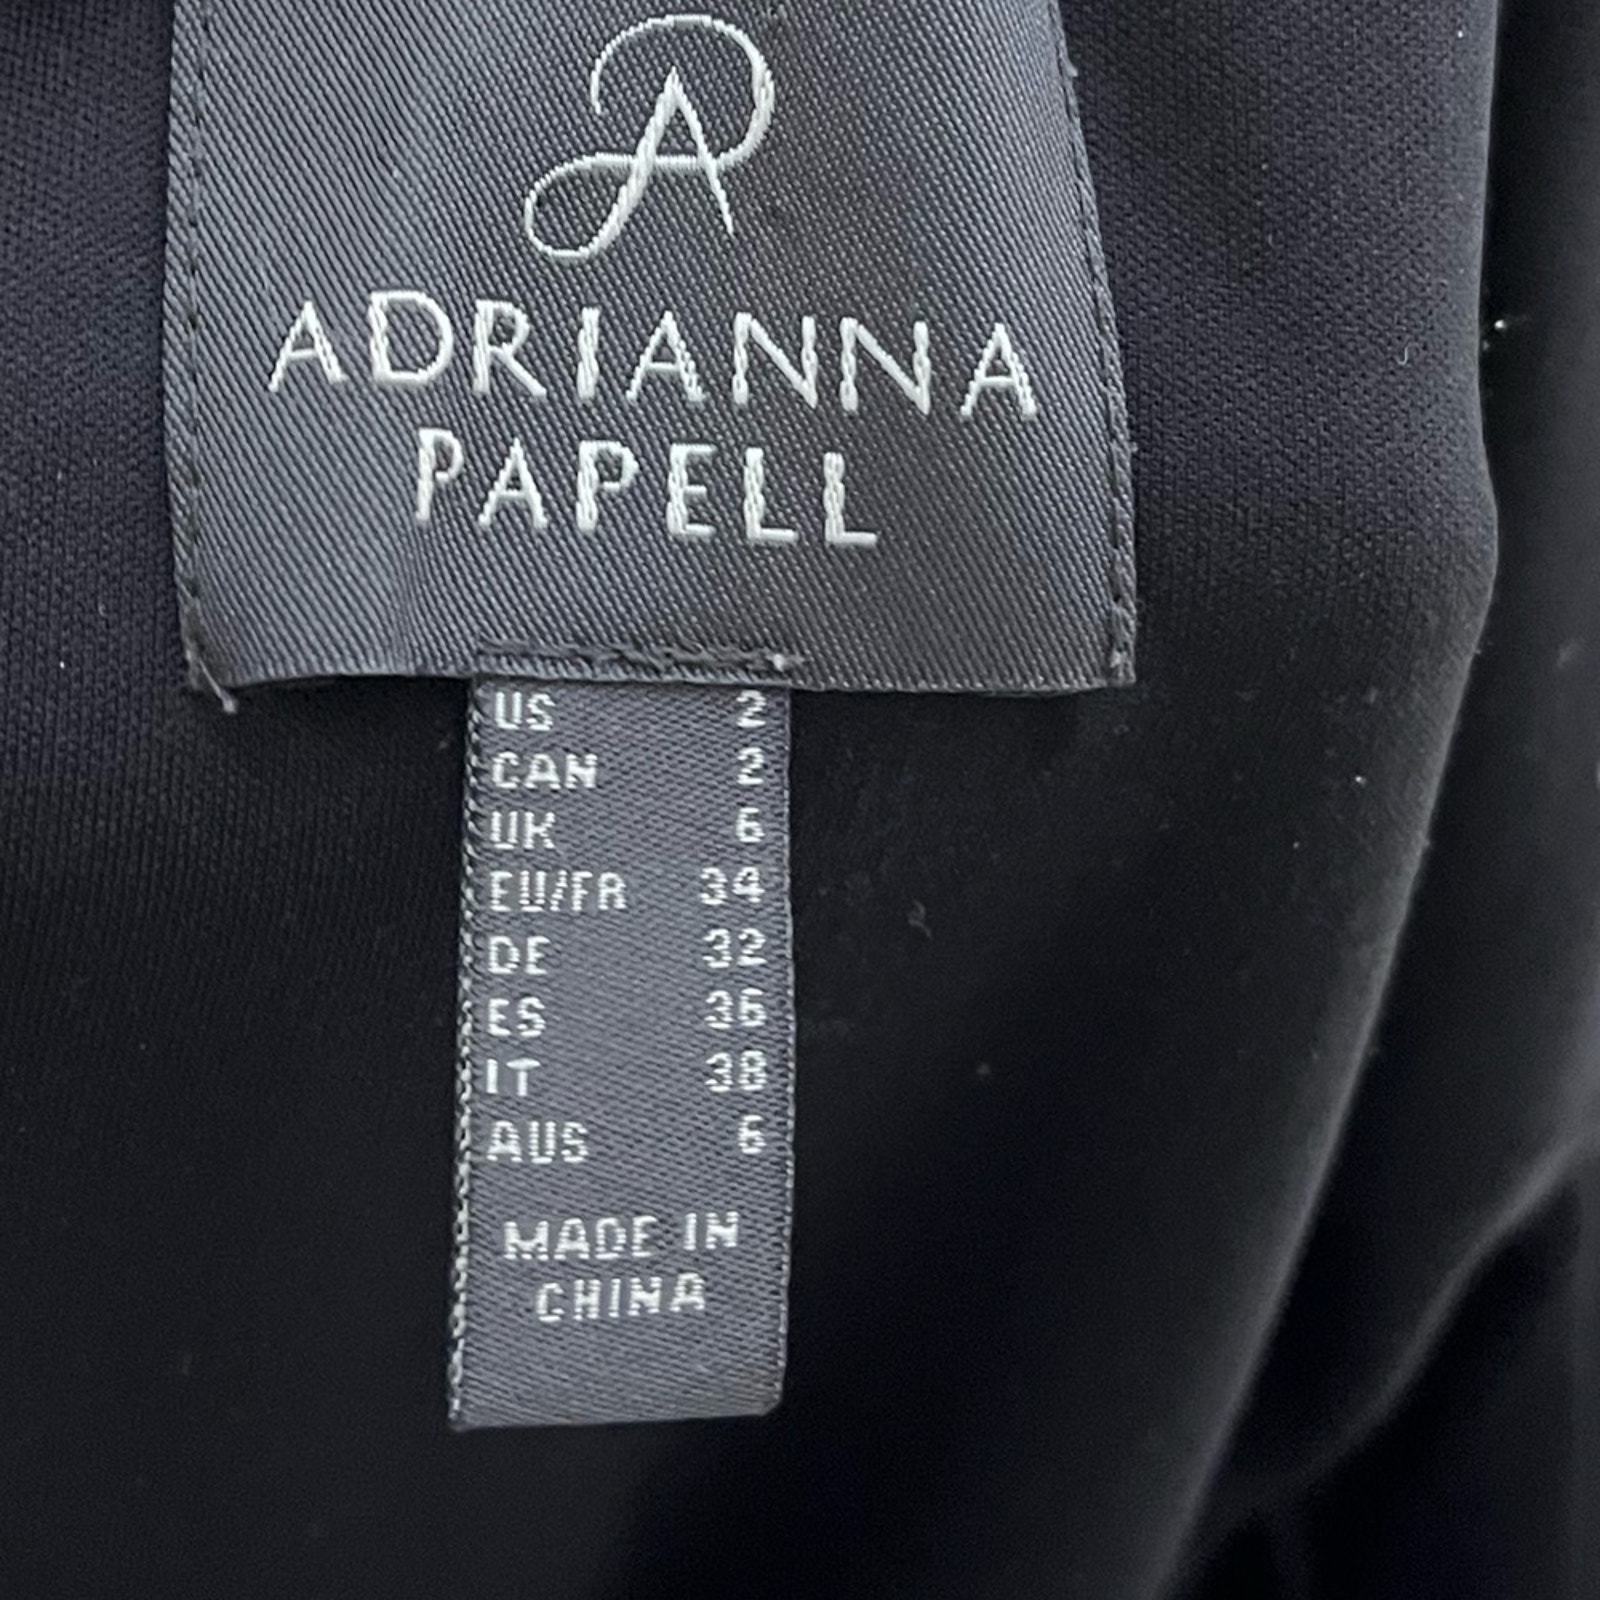 ADRIANNA
PAPELL
US 2
CAN 2
UK 6
EU/FR 34
DE 32
ES 36
IT 38
AUS 6
MADE IN
CHINA